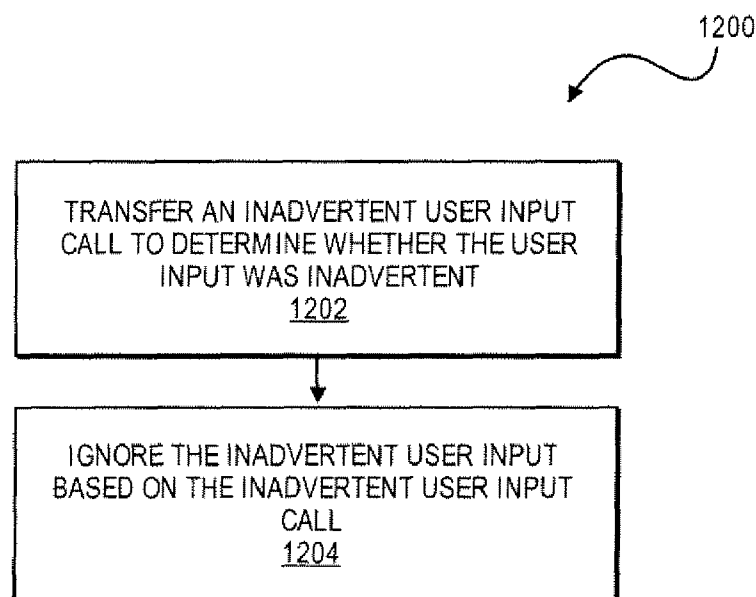 1200
TRANSFER AN INADVERTENT USER INPUT
CALL TO DETERMINE WHETHER THE USER
INPUT WAS INADVERTENT
1202
IGNORE THE INADVERTENT USER INPUT
BASED ON THE INADVERTENT USER INPUT
CALL
1204